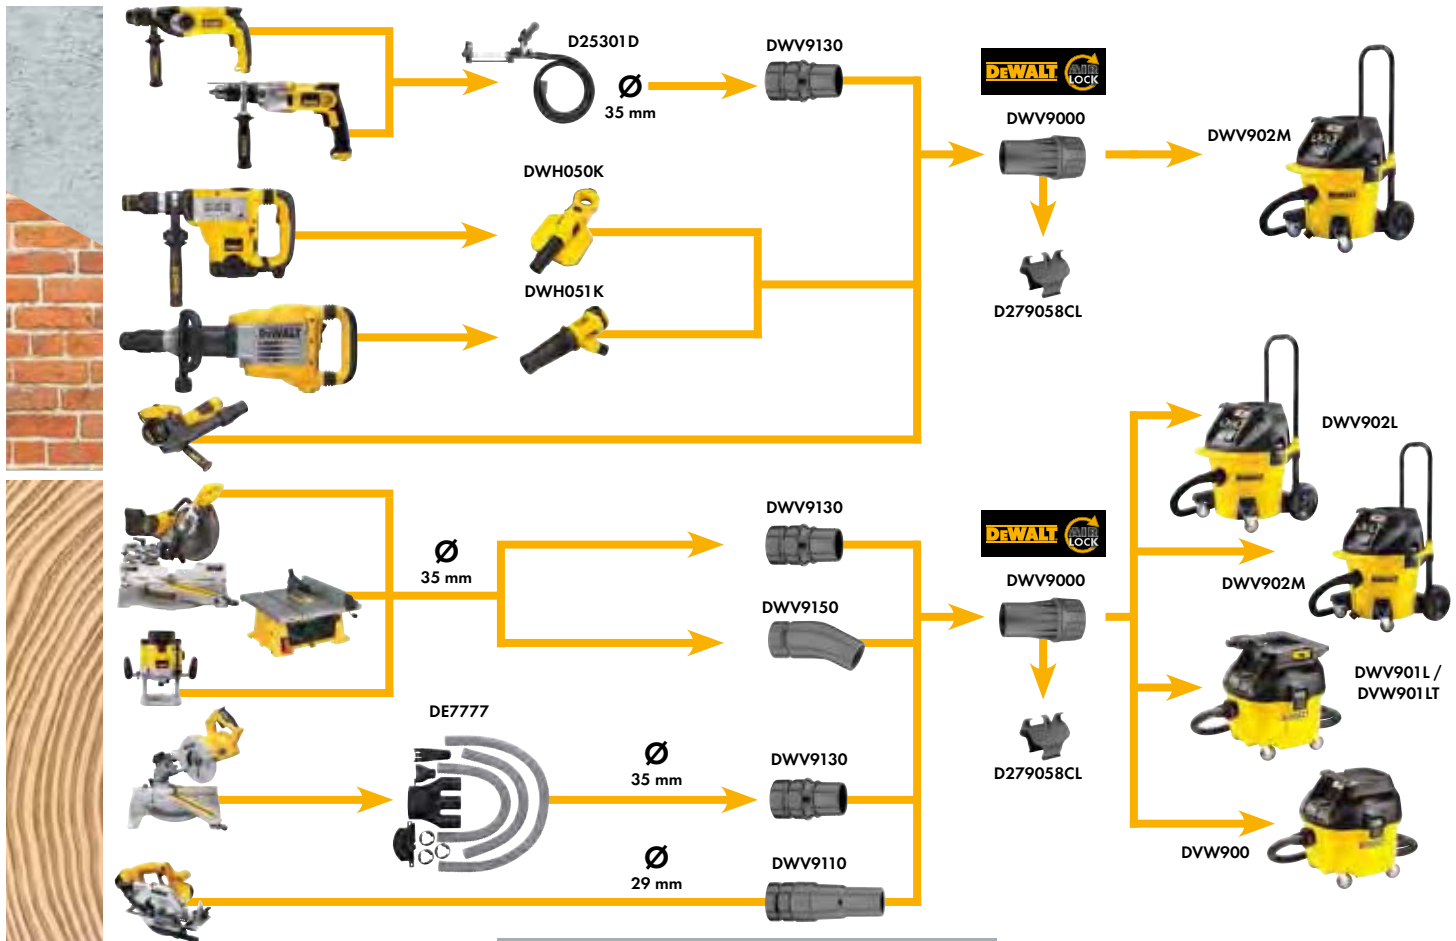 D25301D
Ø
35 mm
DWV9130
DEWALT
AIR
LOCK
DWV9000
DWV902M
DWH050K
DWH051K
D279058CL
DEWALT
DWV902L
Ø
35 mm
DWV9130
DWV9150
DEWALT
AIR
LOCK
DWV9000
DWV902M
D279058CL
DWV901L /
DVW901LT
DE7777
Ø
35 mm
DWV9130
DVW900
Ø
29 mm
DWV9110